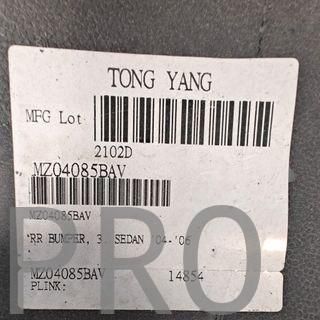 TONG YANG
MFG Lot
2102D
MZ04085BAV
MZ04085BAV
RR BUMPER, 3, SEDAN '04-'06
MZ04085BAV 14854
PLINK:
PRO